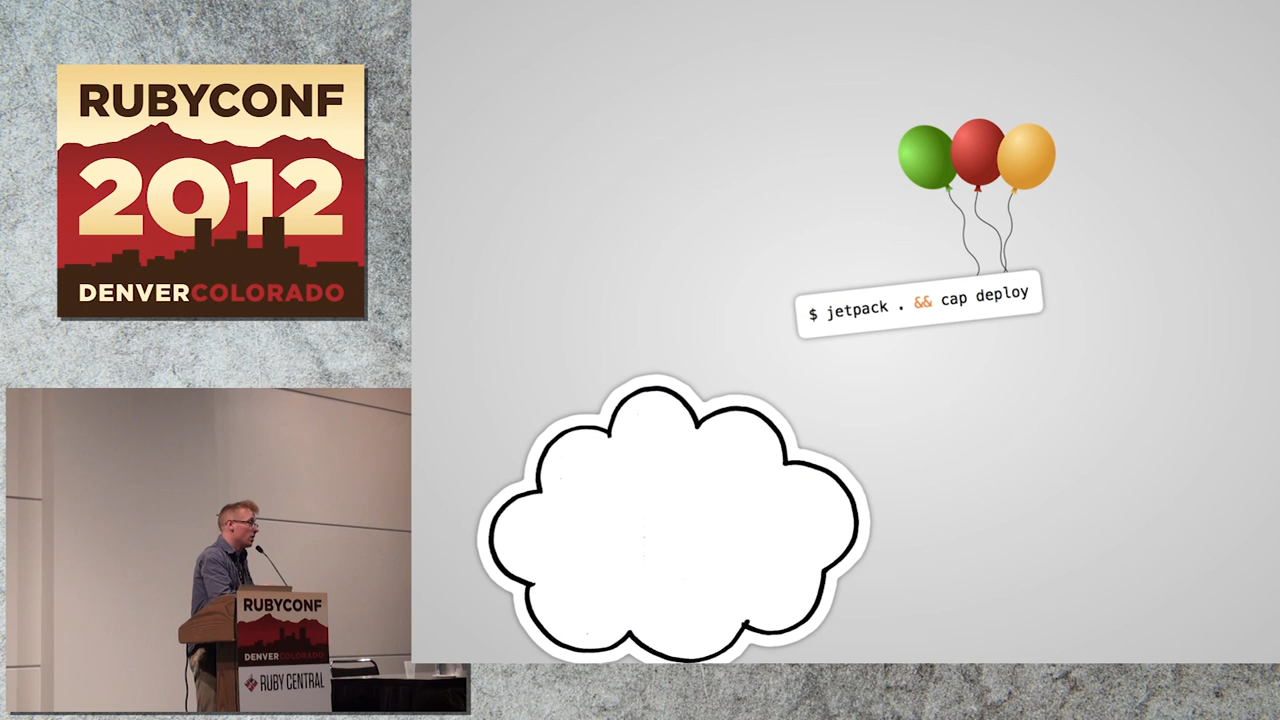 RUBYCONF
2012
DENVERCOLORADO
$ jetpack . && cap deploy
RUBYCONF
DENVERCOLORADO
RUBY CENTRAL